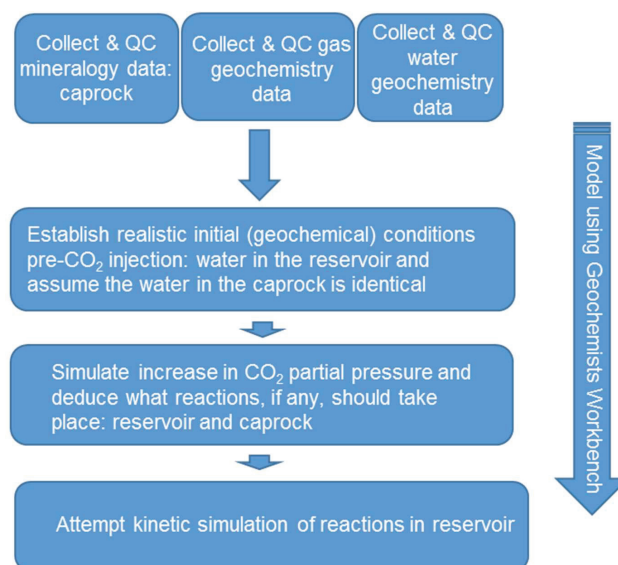 Collect & QC
mineralogy data:
caprock
Collect & QC gas
geochemistry
data
Collect & QC
water
geochemistry
data
Establish realistic initial (geochemical) conditions
pre-CO₂ injection: water in the reservoir and
assume the water in the caprock is identical
Simulate increase in CO₂ partial pressure and
deduce what reactions, if any, should take
place: reservoir and caprock
Attempt kinetic simulation of reactions in reservoir
Model using Geochemists Workbench